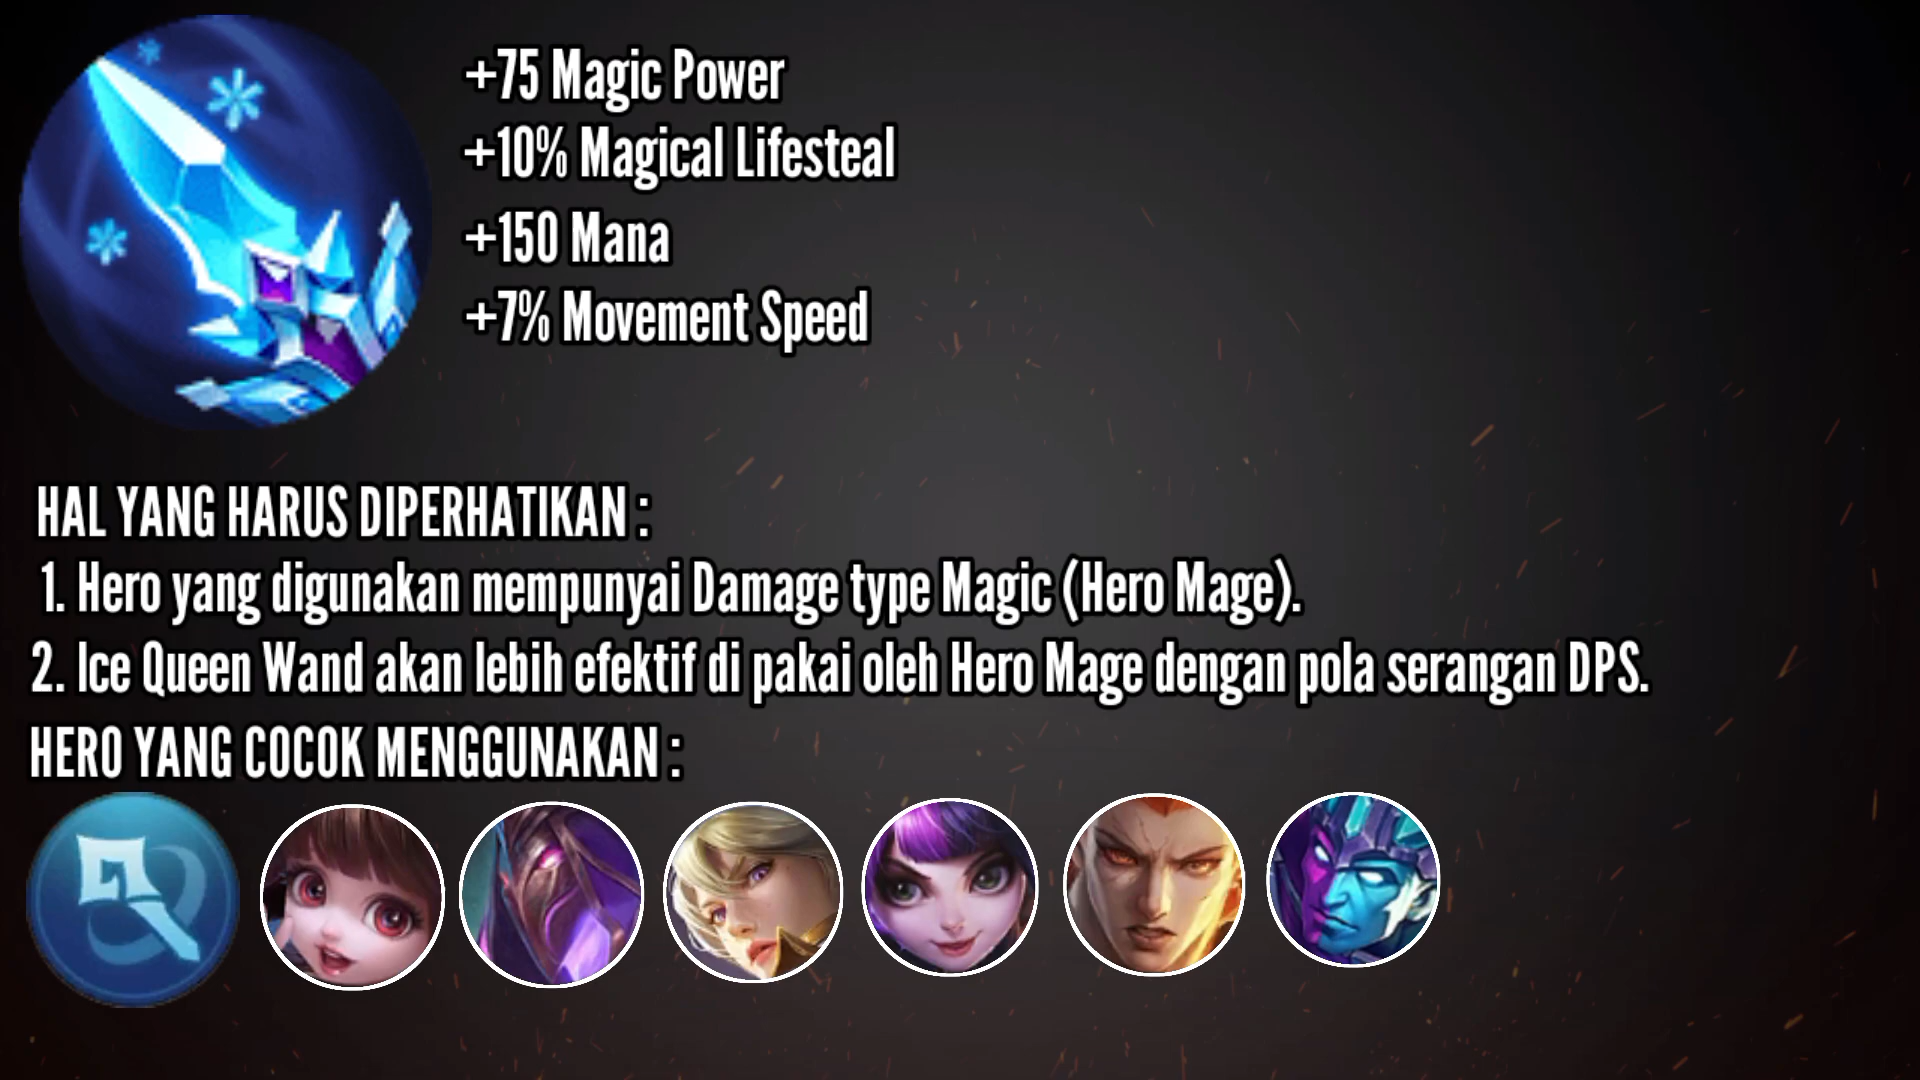 +75 Magic Power
+10% Magical Lifesteal
+150 Mana
+7% Movement Speed
HAL YANG HARUS DIPERHATIKAN :
1. Hero yang digunakan mempunyai Damage type Magic (Hero Mage).
2. Ice Queen Wand akan lebih efektif di pakai oleh Hero Mage dengan pola serangan DPS.
HERO YANG COCOK MENGGUNAKAN :